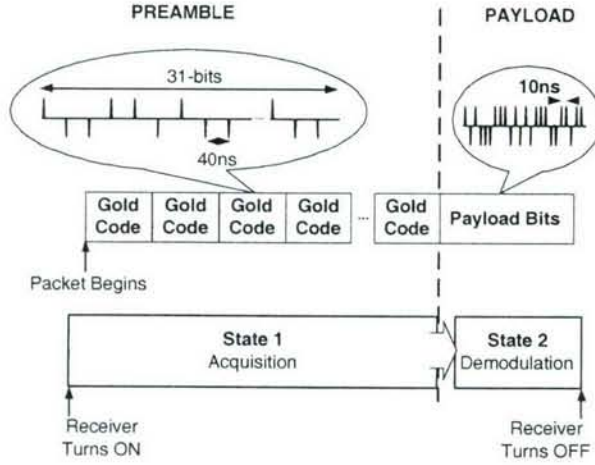 PREAMBLE
PAYLOAD
31-bits
10ns
40ns
...
Gold Code
Gold Code
Gold Code
Gold Code
...
Gold Code
Payload Bits
Packet Begins
State 1
Acquisition
State 2
Demodulation
Receiver
Turns ON
Receiver
Turns OFF